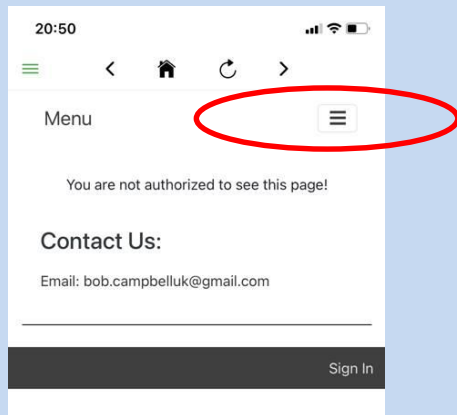 20:50
Menu
You are not authorized to see this page!
Contact Us:
Email: bob.campbelluk@gmail.com
Sign In